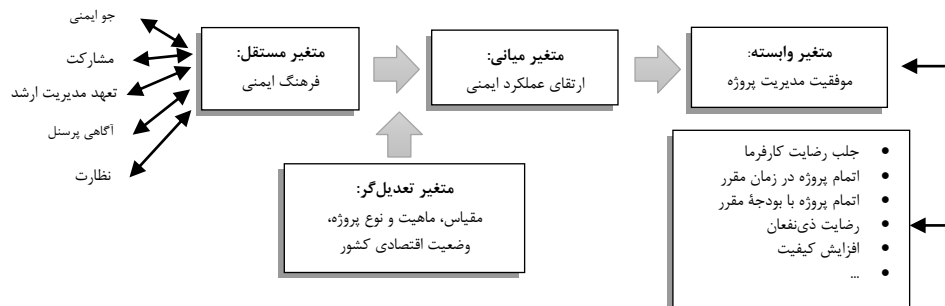 جو ایمنی
مشارکت
تعهد مدیریت ارشد
آگاهی پرسنل
نظارت
متغیر مستقل:
فرهنگ ایمنی
متغیر میانی:
ارتقای عملکرد ایمنی
متغیر وابسته:
موفقیت مدیریت پروژه
متغیر تعدیل‌گر:
مقیاس، ماهیت و نوع پروژه،
وضعیت اقتصادی کشور
• جلب رضایت کارفرما
• اتمام پروژه در زمان مقرر
• اتمام پروژه با بودجهٔ مقرر
• رضایت ذی‌نفعان
• افزایش کیفیت
• ...